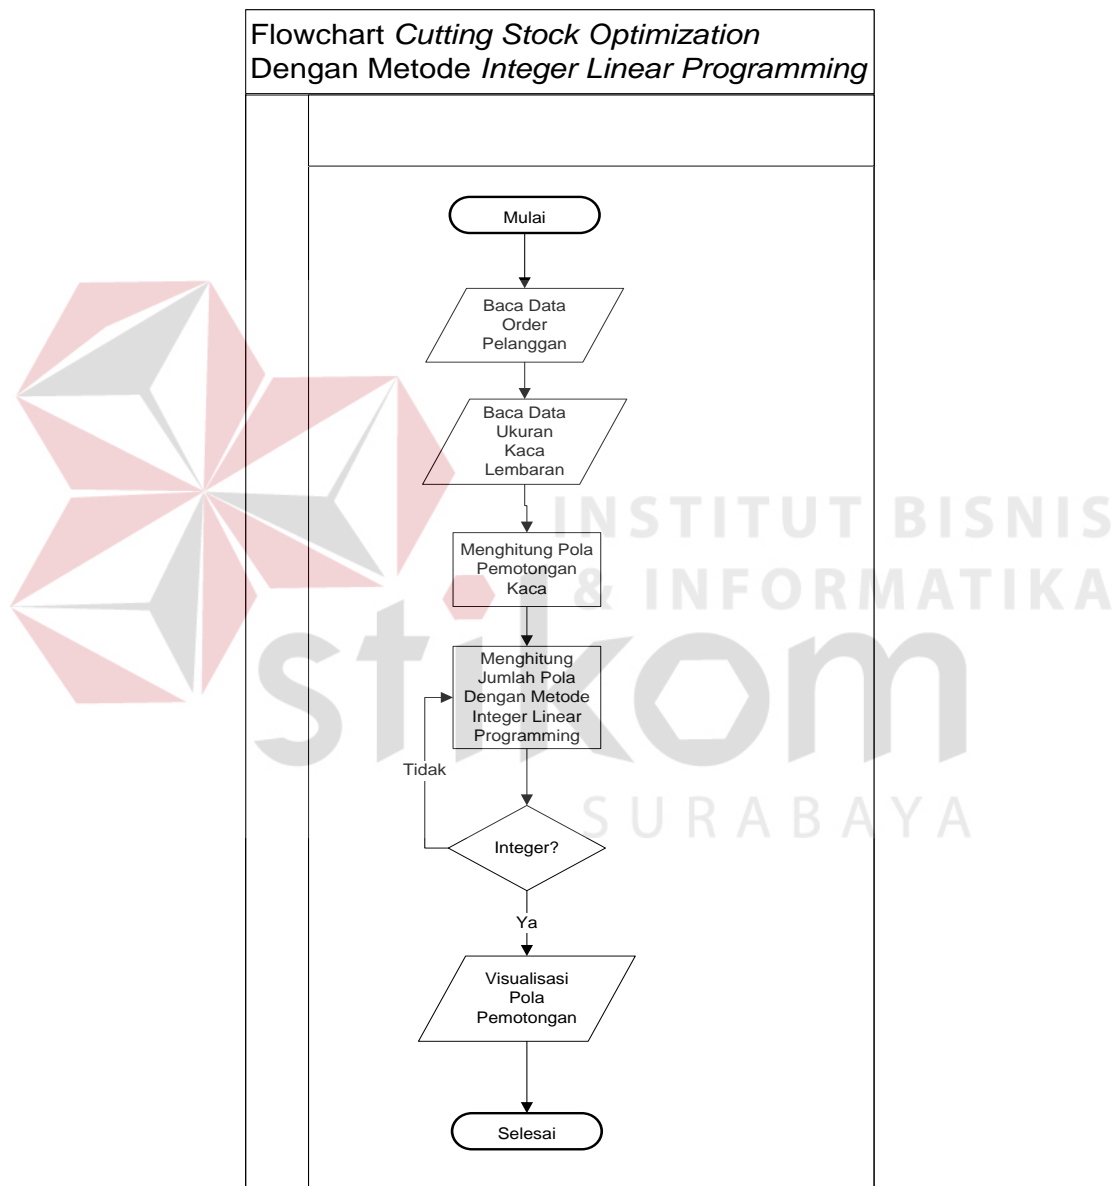 Flowchart Cutting Stock Optimization
Dengan Metode Integer Linear Programming
Mulai
Baca Data
Order
Pelanggan
Baca Data
Ukuran
Kaca
Lembaran
INSTITUT BISNIS
& INFORMATIKA
Menghitung Pola
Pemotongan
Kaca
stikom
SURABAYA
Menghitung
Jumlah Pola
Dengan Metode
Integer Linear
Programming
Tidak
Integer?
Ya
Visualisasi
Pola
Pemotongan
Selesai